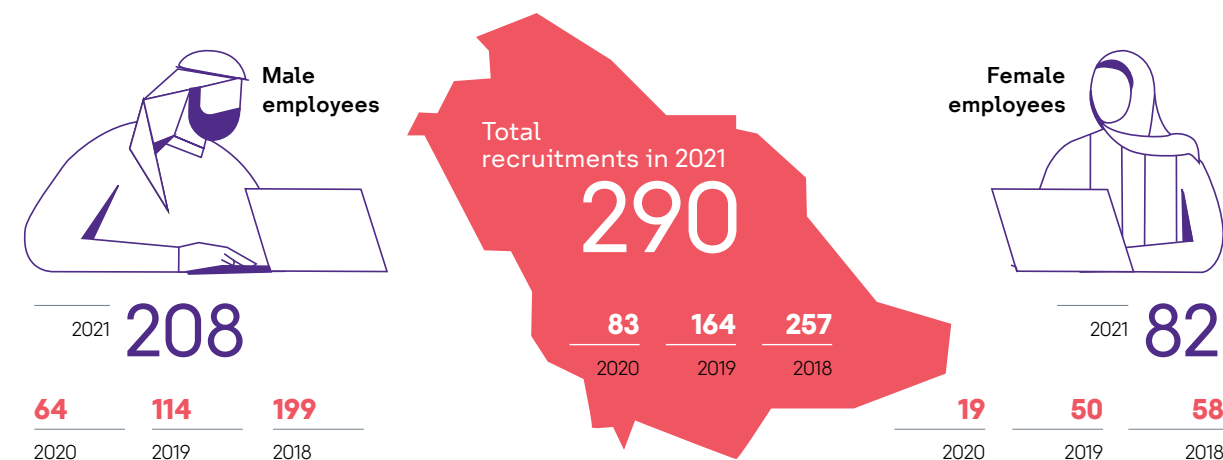 Male
employees
2021 208
64 114 199
2020 2019 2018
Total
recruitments in 2021
290
83 164 257
2020 2019 2018
Female
employees
2021 82
19 50 58
2020 2019 2018